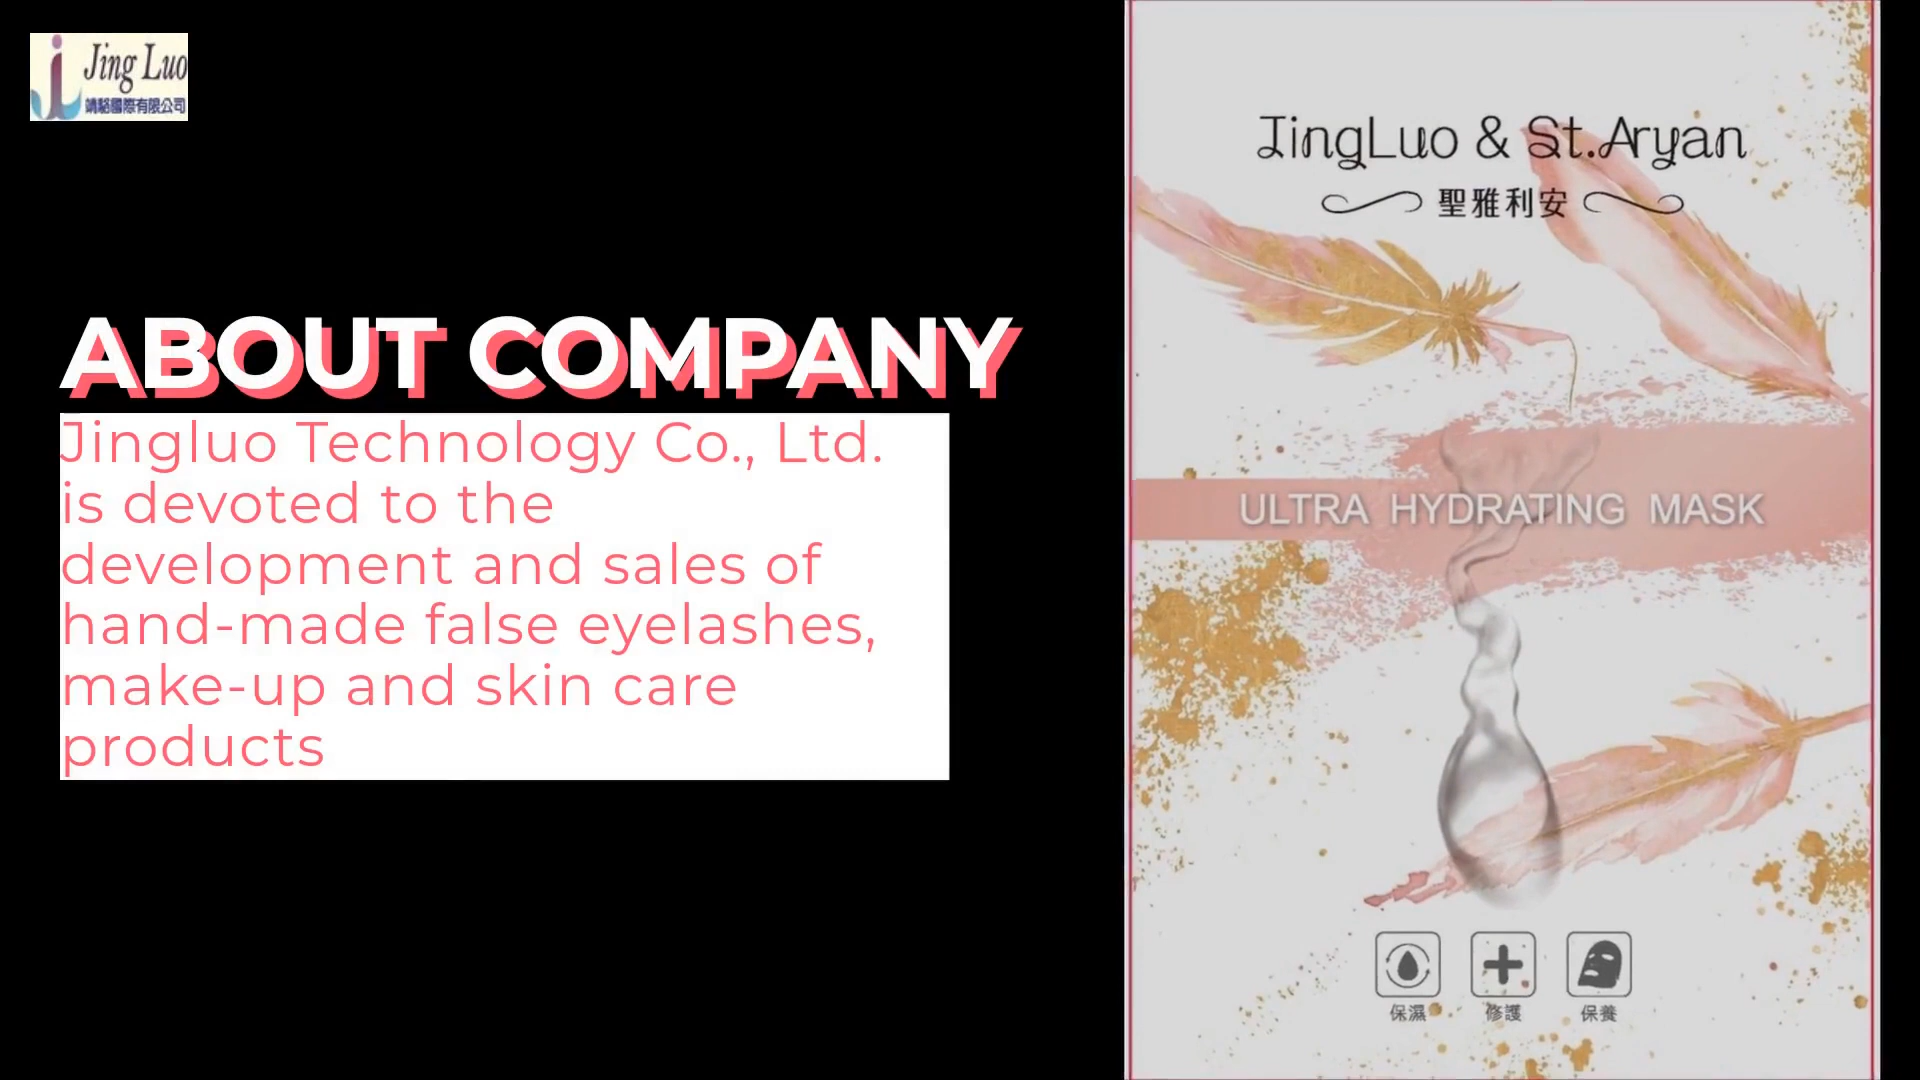 Jing Luo
靖駱國際有限公司
ABOUT COMPANY
Jingluo Technology Co., Ltd.
is devoted to the
development and sales of
hand-made false eyelashes,
make-up and skin care
products
JingLuo & St.Aryan
聖雅利安
ULTRA HYDRATING MASK
保濕 修護 保養